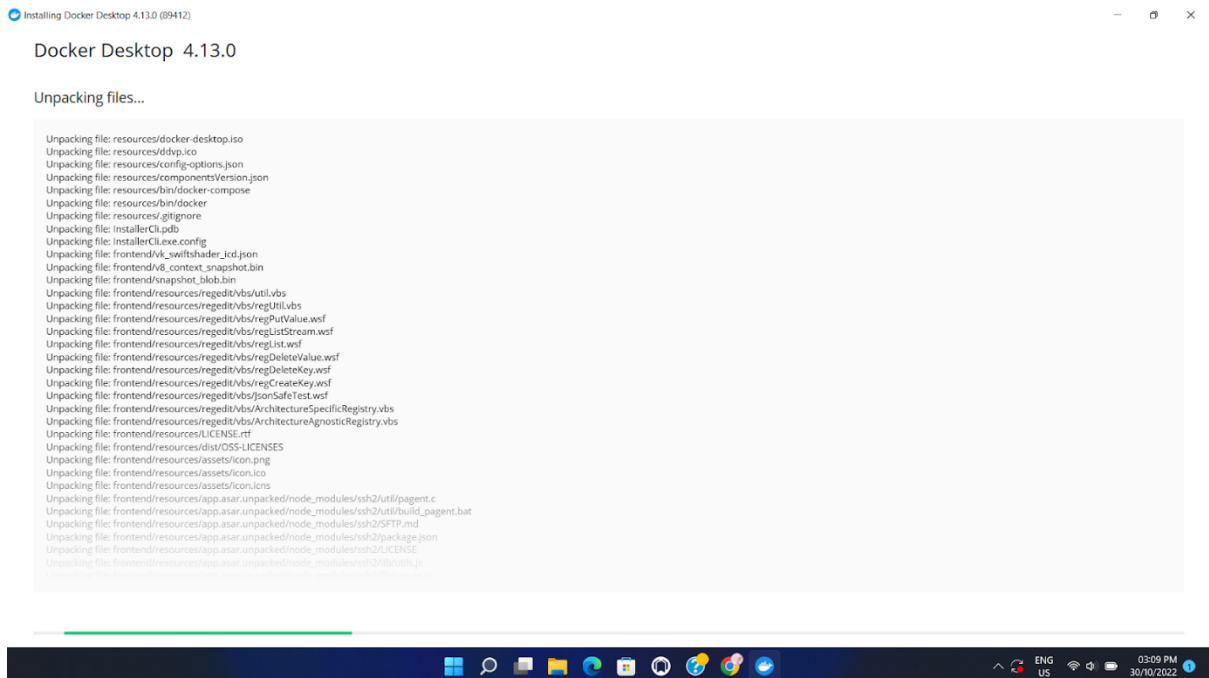 Installing Docker Desktop 4.13.0 (89412)
Docker Desktop 4.13.0
Unpacking files...
Unpacking file: resources/docker-desktop.iso
Unpacking file: resources/ddvp.ico
Unpacking file: resources/config-options.json
Unpacking file: resources/componentsVersion.json
Unpacking file: resources/bin/docker-compose
Unpacking file: resources/bin/docker
Unpacking file: resources/.gitignore
Unpacking file: InstallerCli.pdb
Unpacking file: InstallerCli.exe.config
Unpacking file: frontend/vk_swiftshader_icd.json
Unpacking file: frontend/v8_context_snapshot.bin
Unpacking file: frontend/snapshot_blob.bin
Unpacking file: frontend/resources/regedit/vbs/util.vbs
Unpacking file: frontend/resources/regedit/vbs/regUtil.vbs
Unpacking file: frontend/resources/regedit/vbs/regPutValue.wsf
Unpacking file: frontend/resources/regedit/vbs/regListStream.wsf
Unpacking file: frontend/resources/regedit/vbs/regList.wsf
Unpacking file: frontend/resources/regedit/vbs/regDeleteValue.wsf
Unpacking file: frontend/resources/regedit/vbs/regDeleteKey.wsf
Unpacking file: frontend/resources/regedit/vbs/regCreateKey.wsf
Unpacking file: frontend/resources/regedit/vbs/JsonSafeTest.wsf
Unpacking file: frontend/resources/regedit/vbs/ArchitectureSpecificRegistry.vbs
Unpacking file: frontend/resources/regedit/vbs/ArchitectureAgnosticRegistry.vbs
Unpacking file: frontend/resources/LICENSE.rtf
Unpacking file: frontend/resources/dist/OSS-LICENSES
Unpacking file: frontend/resources/assets/icon.png
Unpacking file: frontend/resources/assets/icon.ico
Unpacking file: frontend/resources/assets/icon.icns
Unpacking file: frontend/resources/app.asar.unpacked/node_modules/ssh2/util/pagent.c
Unpacking file: frontend/resources/app.asar.unpacked/node_modules/ssh2/util/build_pagent.bat
Unpacking file: frontend/resources/app.asar.unpacked/node_modules/ssh2/SFTP.md
Unpacking file: frontend/resources/app.asar.unpacked/node_modules/ssh2/package.json
Unpacking file: frontend/resources/app.asar.unpacked/node_modules/ssh2/LICENSE
Unpacking file: frontend/resources/app.asar.unpacked/node_modules/ssh2/lib/utils.js
ENG
US
03:09 PM
30/10/2022
1